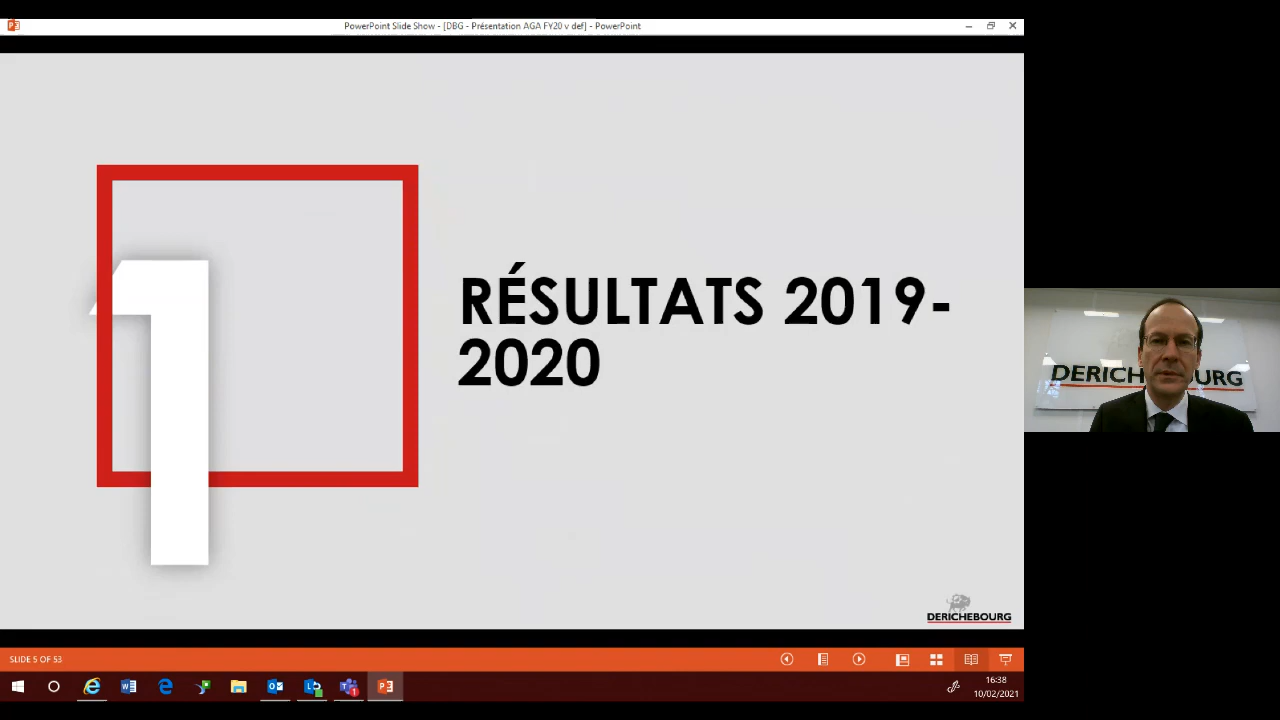 PowerPoint Slide Show - [DBG - Présentation AGA FY20 v def] - PowerPoint
1
RÉSULTATS 2019-
2020
DERICHEBOURG
DERICHEBOURG
SLIDE 5 OF 53
16:38
10/02/2021